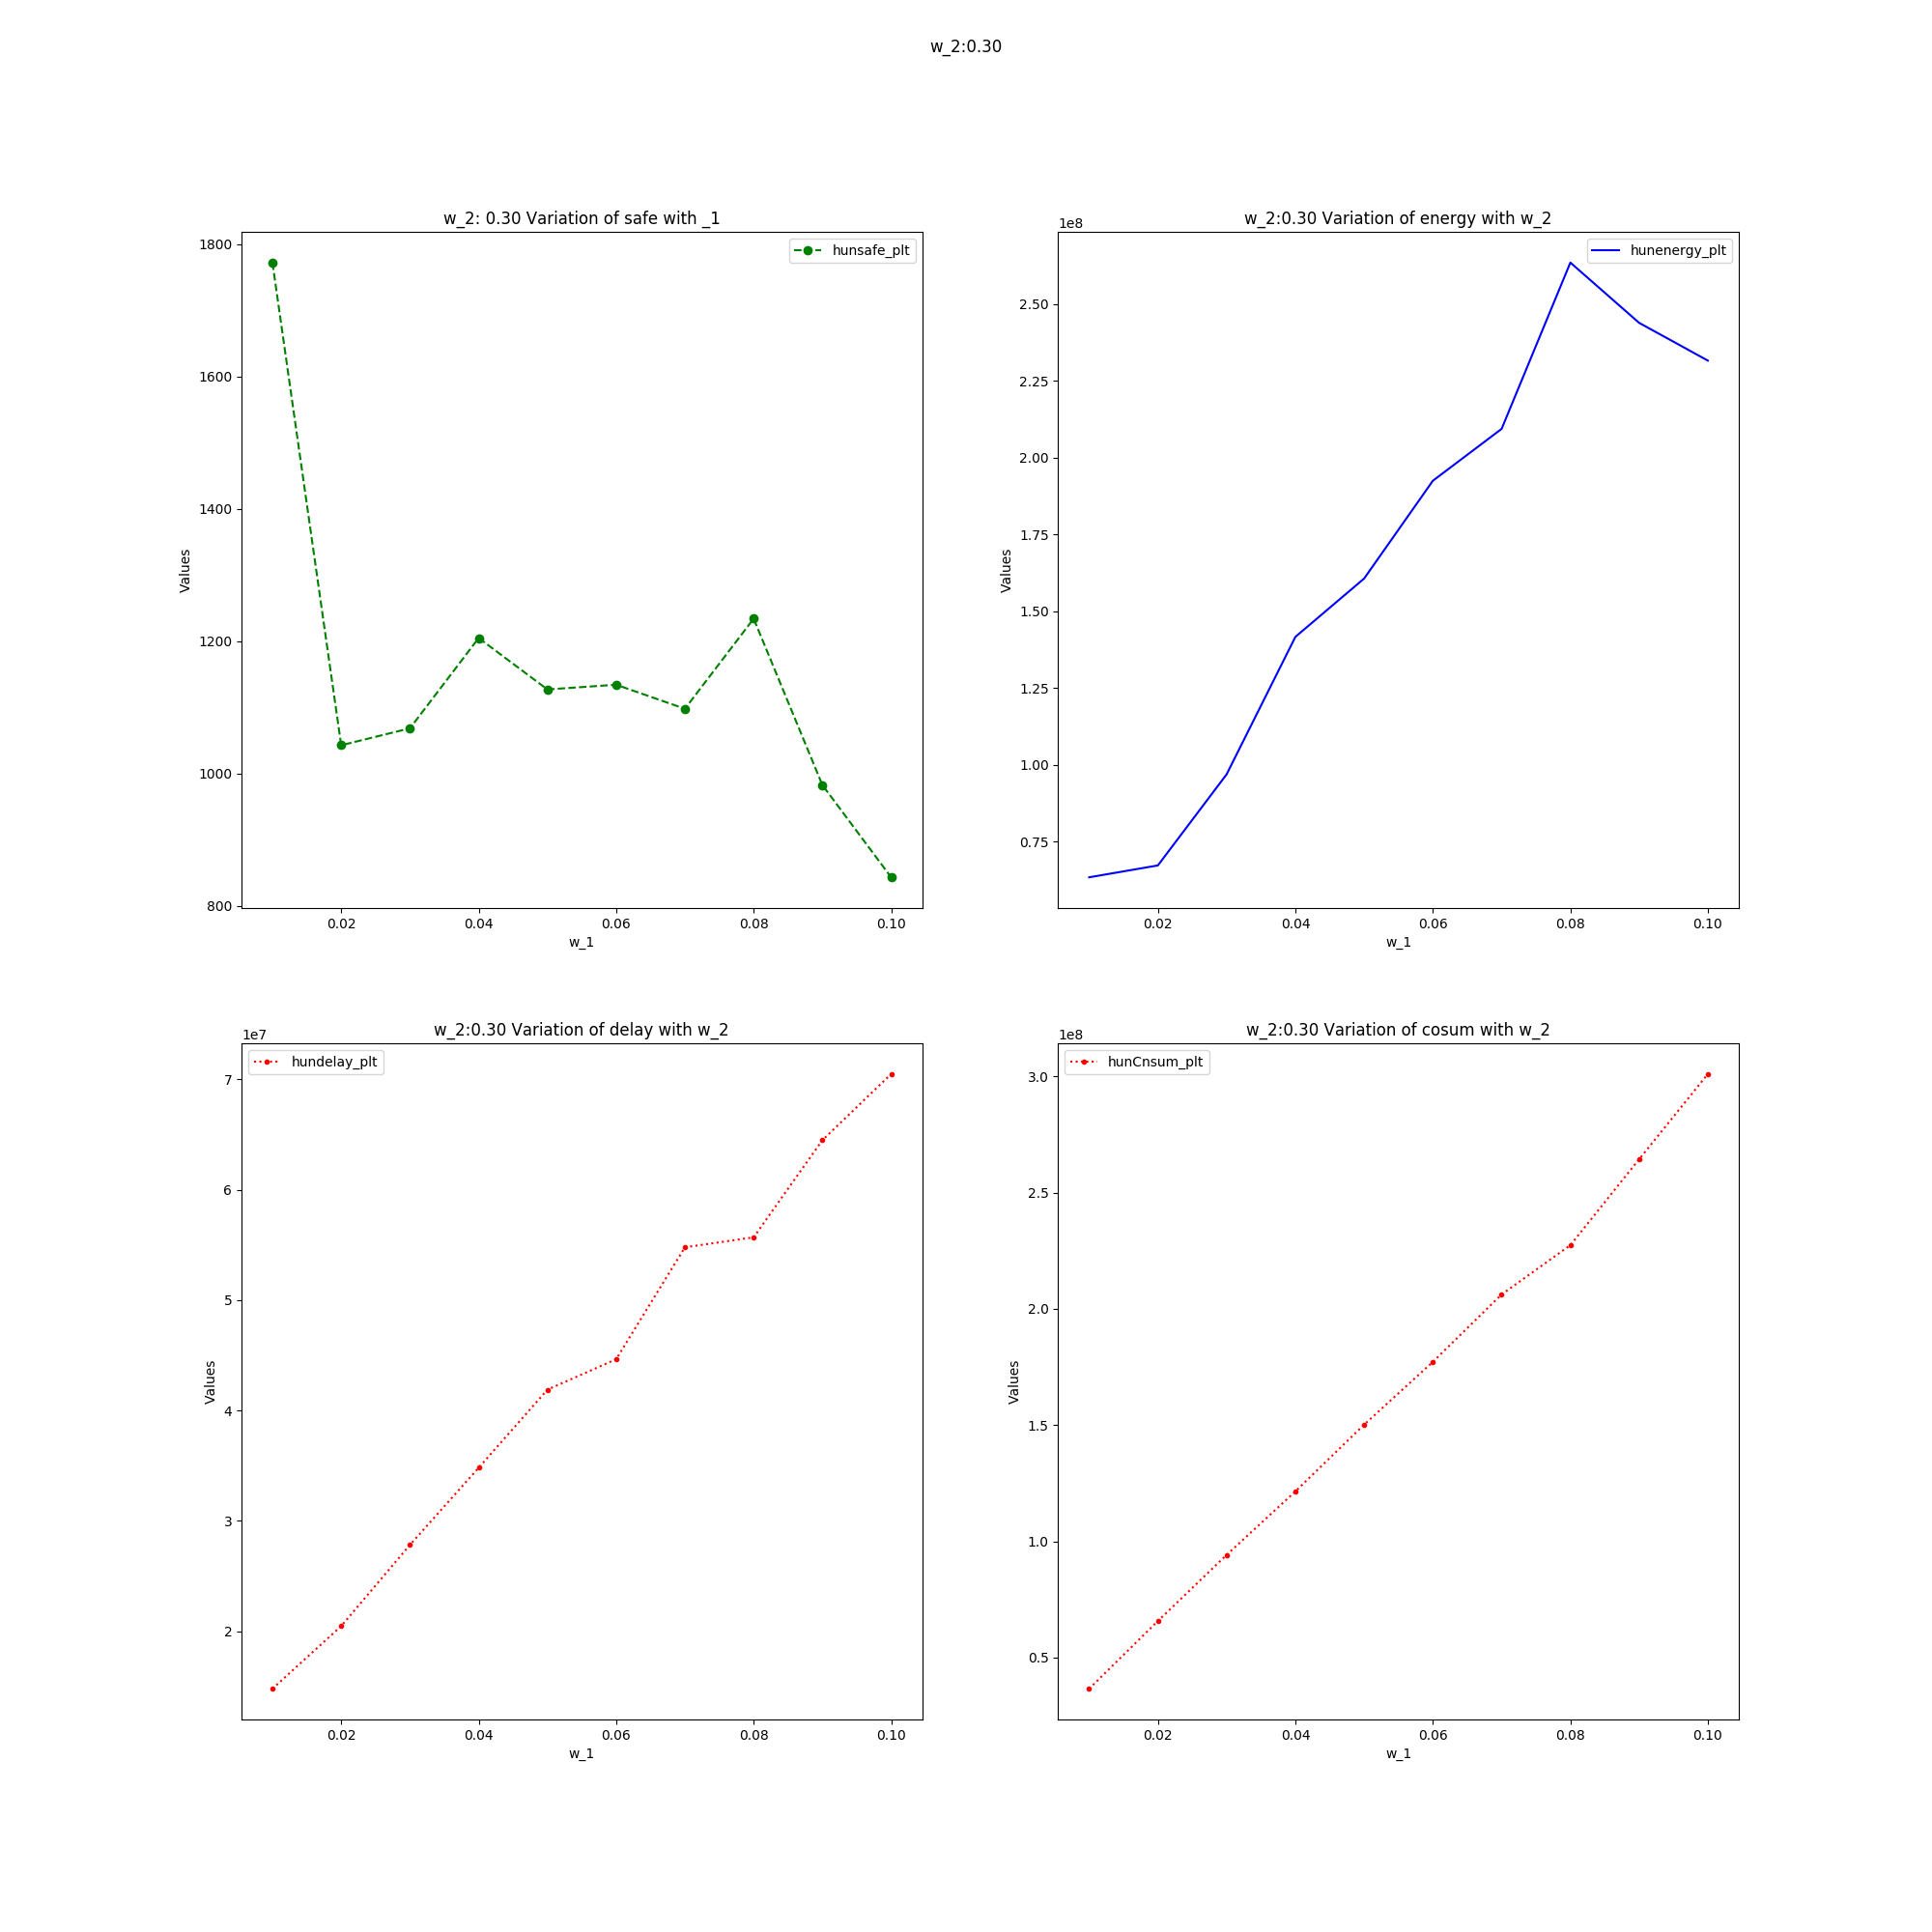 w_2:0.30
w_2: 0.30 Variation of safe with _1
hunsafe_plt
Values
1800
1600
1400
1200
1000
800
0.02 0.04 0.06 0.08 0.10
w_1
w_2:0.30 Variation of energy with w_2
1e8
hunenergy_plt
Values
2.50
2.25
2.00
1.75
1.50
1.25
1.00
0.75
0.02 0.04 0.06 0.08 0.10
w_1
w_2:0.30 Variation of delay with w_2
1e7
hundelay_plt
Values
7
6
5
4
3
2
0.02 0.04 0.06 0.08 0.10
w_1
w_2:0.30 Variation of cosum with w_2
1e8
hunCnsum_plt
Values
3.0
2.5
2.0
1.5
1.0
0.5
0.02 0.04 0.06 0.08 0.10
w_1